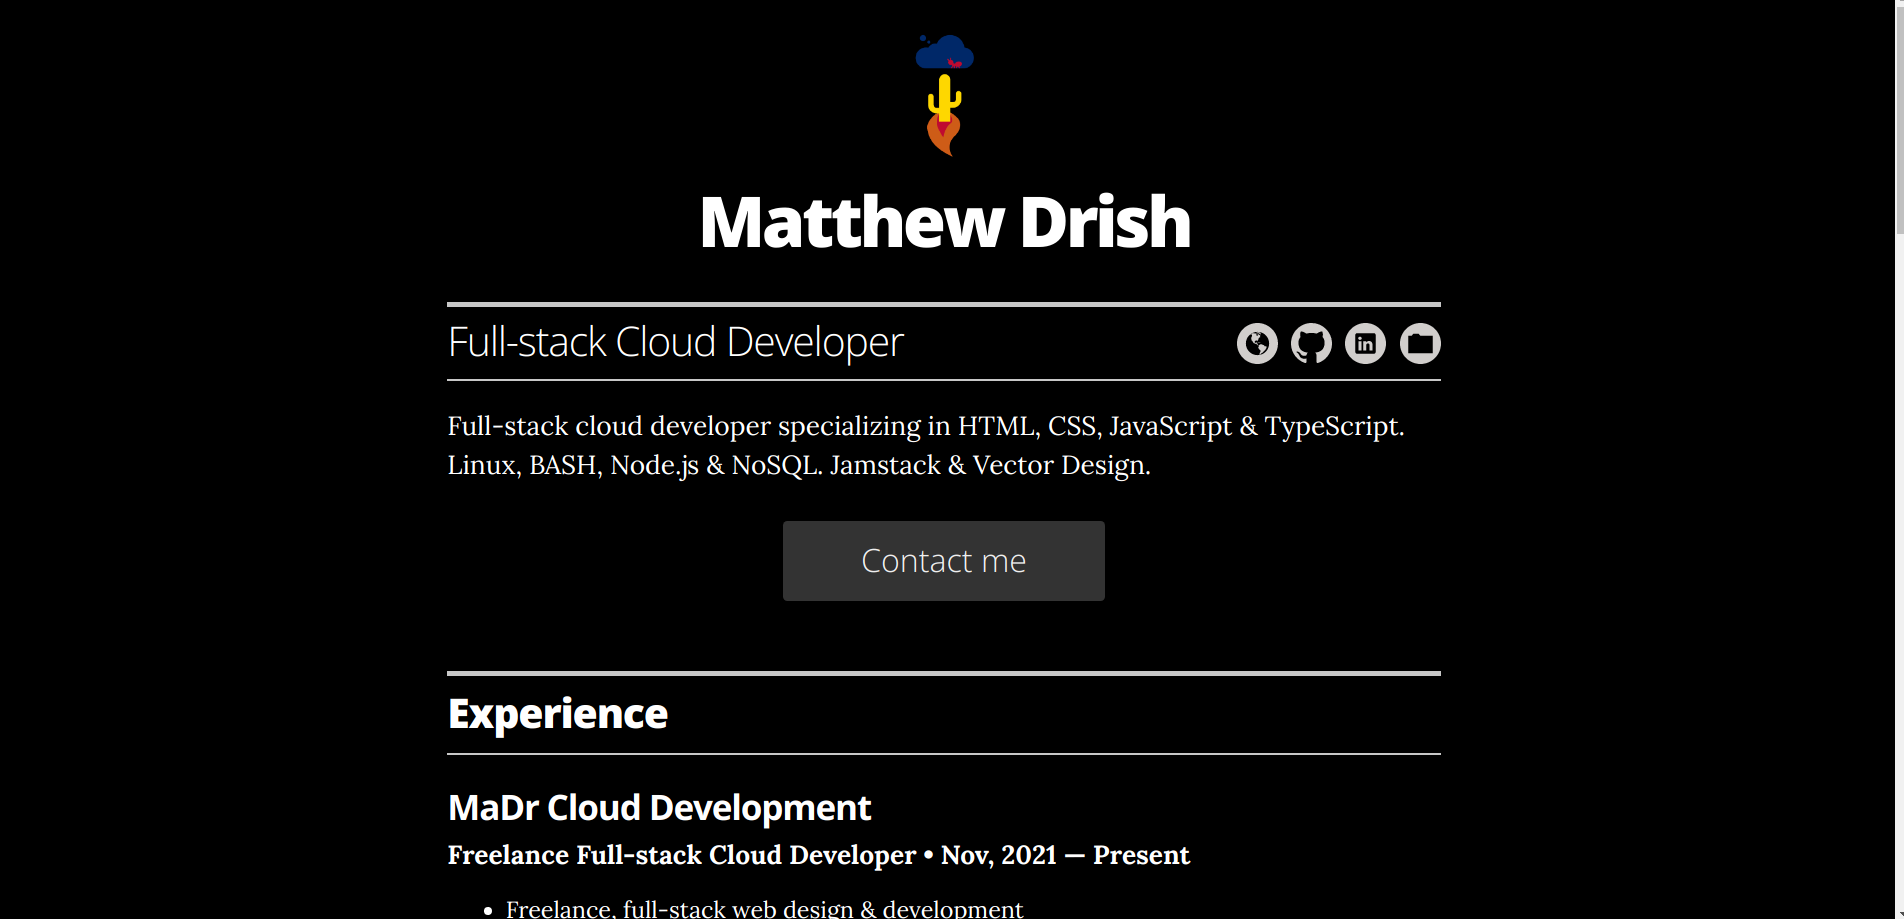 Matthew Drish
Full-stack Cloud Developer
Full-stack cloud developer specializing in HTML, CSS, JavaScript & TypeScript.
Linux, BASH, Node.js & NoSQL. Jamstack & Vector Design.
Contact me
Experience
MaDr Cloud Development
Freelance Full-stack Cloud Developer • Nov, 2021 — Present
• Freelance, full-stack web design & development